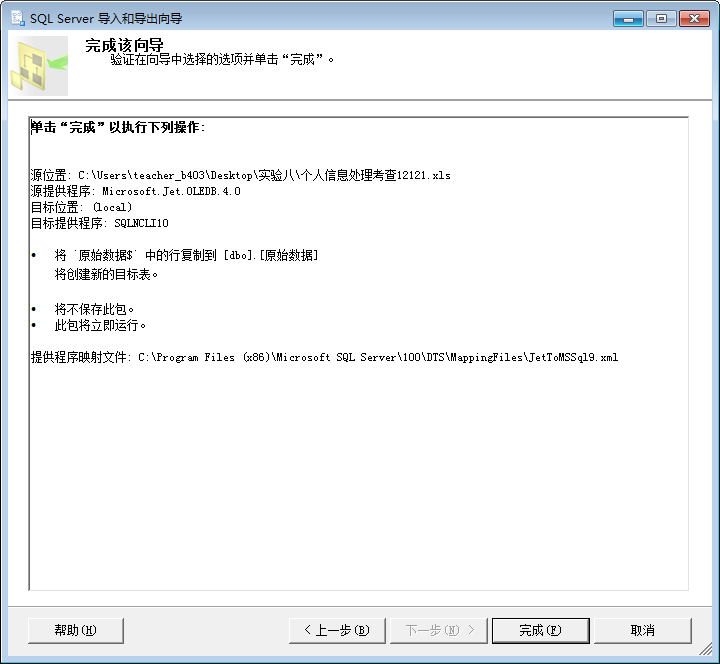 SQL Server 导入和导出向导
完成该向导
验证在向导中选择的选项并单击“完成”。
单击“完成”以执行下列操作:
源位置: C:\Users\teacher_b403\Desktop\实验八\个人信息处理考查12121.xls
源提供程序: Microsoft.Jet.OLEDB.4.0
目标位置: (local)
目标提供程序: SQLNCLI10
• 将 `原始数据$` 中的行复制到 [dbo].[原始数据]
将创建新的目标表。
• 将不保存此包。
• 此包将立即运行。
提供程序映射文件: C:\Program Files (x86)\Microsoft SQL Server\100\DTS\MappingFiles\JetToMSSql9.xml
帮助(H) < 上一步(B) 下一步(N) > 完成(F) 取消